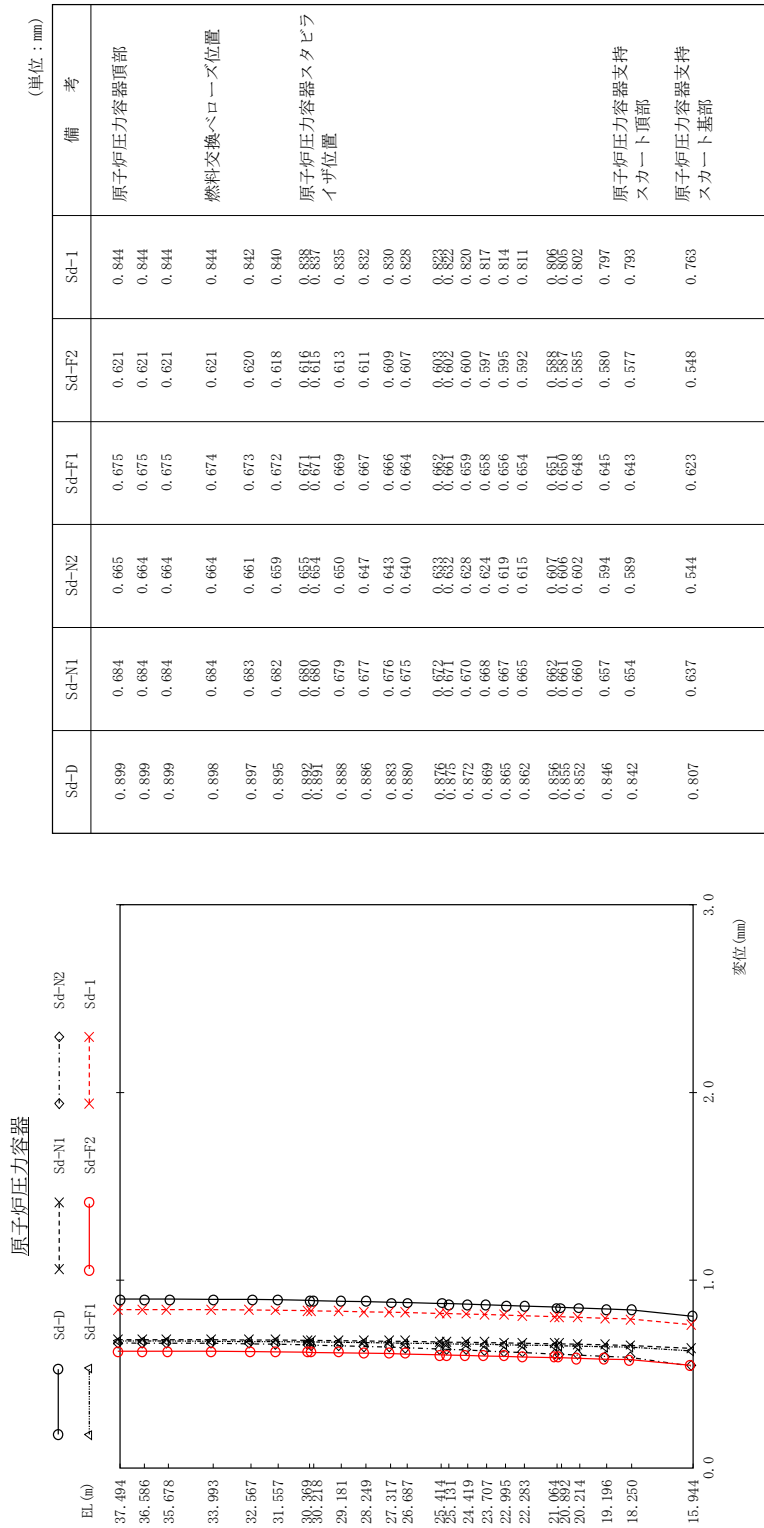 原子炉圧力容器
Sd-D Sd-N1 Sd-N2
Sd-F1 Sd-F2 Sd-1
EL(m)
37.494
36.586
35.678
33.993
32.567
31.557
30.369
30.218
29.181
28.249
27.317
26.687
25.414
25.131
24.419
23.707
22.995
22.283
21.064
20.892
20.214
19.196
18.250
15.944
0.0 1.0 2.0 3.0
変位(mm)
(単位：mm)
Sd-D Sd-N1 Sd-N2 Sd-F1 Sd-F2 Sd-1 備 考
0.899 0.684 0.665 0.675 0.621 0.844 原子炉圧力容器頂部
0.899 0.684 0.664 0.675 0.621 0.844
0.899 0.684 0.664 0.675 0.621 0.844
0.898 0.684 0.664 0.674 0.621 0.844 燃料交換ベローズ位置
0.897 0.683 0.661 0.673 0.620 0.842
0.895 0.682 0.659 0.672 0.618 0.840
0.892 0.680 0.655 0.671 0.616 0.838 原子炉圧力容器スタビラ
0.891 0.680 0.654 0.671 0.615 0.837 イザ位置
0.888 0.679 0.650 0.669 0.613 0.835
0.886 0.677 0.647 0.667 0.611 0.832
0.883 0.676 0.643 0.666 0.609 0.830
0.880 0.675 0.640 0.664 0.607 0.828
0.876 0.672 0.633 0.662 0.603 0.823
0.875 0.671 0.632 0.661 0.602 0.822
0.872 0.670 0.628 0.659 0.600 0.820
0.869 0.668 0.624 0.658 0.597 0.817
0.865 0.667 0.619 0.656 0.595 0.814
0.862 0.665 0.615 0.654 0.592 0.811
0.856 0.662 0.607 0.651 0.588 0.806
0.855 0.661 0.606 0.650 0.587 0.805
0.852 0.660 0.602 0.648 0.585 0.802
0.846 0.657 0.594 0.645 0.580 0.797
0.842 0.654 0.589 0.643 0.577 0.793 原子炉圧力容器支持
スカート頂部
0.807 0.637 0.544 0.623 0.548 0.763 原子炉圧力容器支持
スカート基部